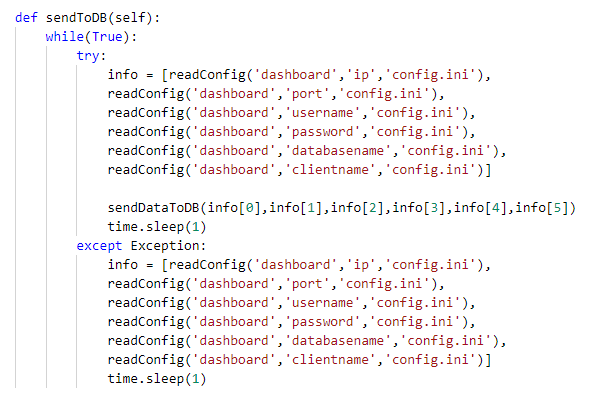 def sendToDB(self):
    while(True):
        try:
            info = [readConfig('dashboard','ip','config.ini'),
            readConfig('dashboard','port','config.ini'),
            readConfig('dashboard','username','config.ini'),
            readConfig('dashboard','password','config.ini'),
            readConfig('dashboard','databasename','config.ini'),
            readConfig('dashboard','clientname','config.ini')]

            sendDataToDB(info[0],info[1],info[2],info[3],info[4],info[5])
            time.sleep(1)
        except Exception:
            info = [readConfig('dashboard','ip','config.ini'),
            readConfig('dashboard','port','config.ini'),
            readConfig('dashboard','username','config.ini'),
            readConfig('dashboard','password','config.ini'),
            readConfig('dashboard','databasename','config.ini'),
            readConfig('dashboard','clientname','config.ini')]
            time.sleep(1)